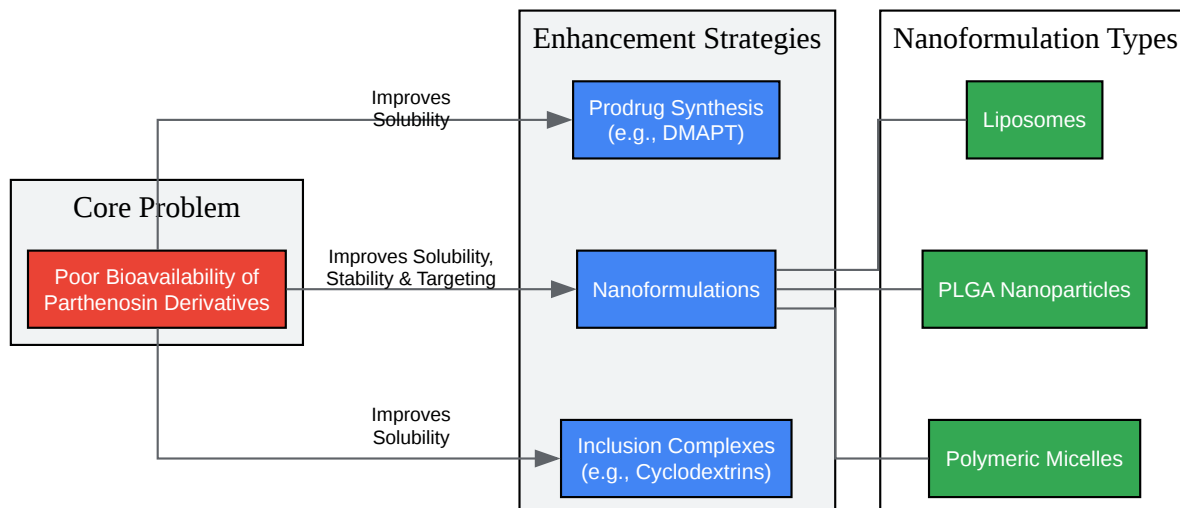 Core Problem
Poor Bioavailability of
Parthenosin Derivatives
Improves
Solubility
Improves Solubility,
Stability & Targeting
Improves
Solubility
Enhancement Strategies
Prodrug Synthesis
(e.g., DMAPT)
Nanoformulations
Inclusion Complexes
(e.g., Cyclodextrins)
Nanoformulation Types
Liposomes
PLGA Nanoparticles
Polymeric Micelles